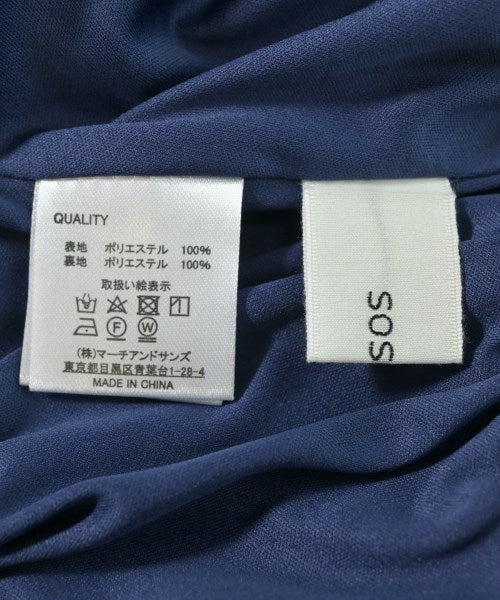 QUALITY
表地 ポリエステル 100%
裏地 ポリエステル 100%
取扱い絵表示
F W
(株)マーチアンドサンズ
東京都目黒区青葉台1-28-4
MADE IN CHINA
SOS